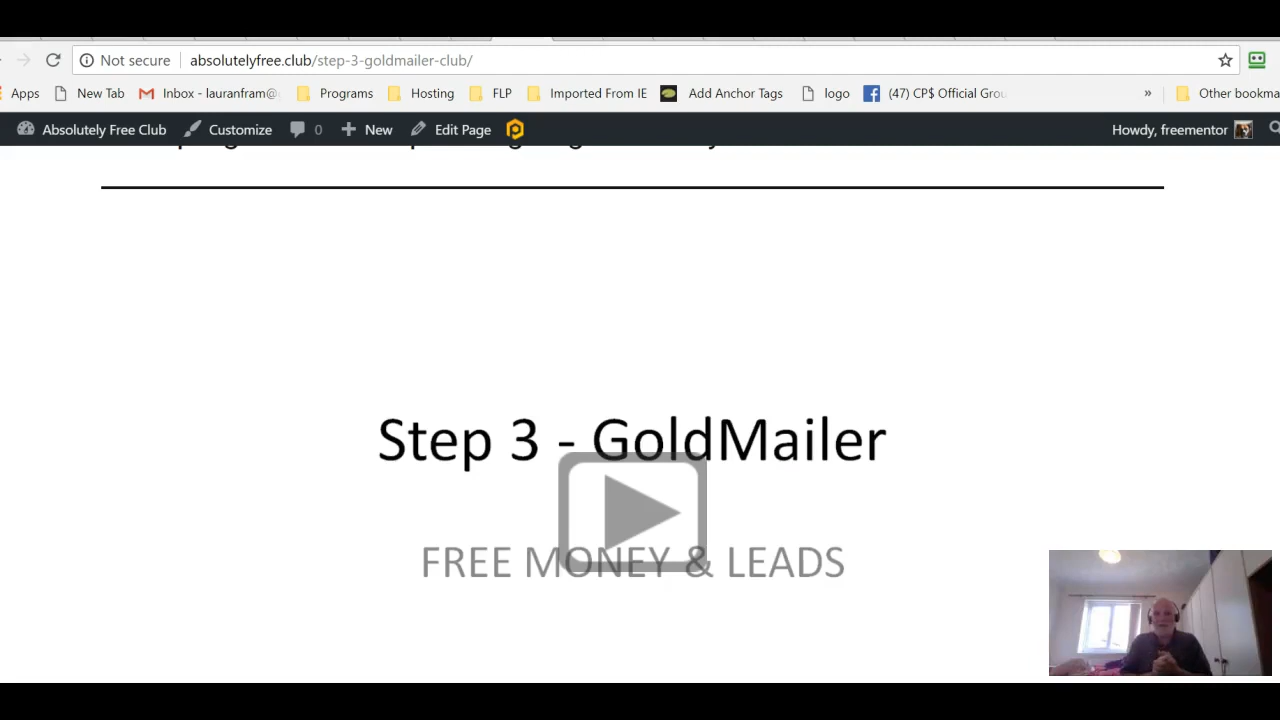 Not secure absolutelyfree.club/step-3-goldmailer-club/
Apps New Tab Inbox - lauranfram@ Programs Hosting FLP Imported From IE Add Anchor Tags logo (47) CP$ Official Grou » Other bookma
Absolutely Free Club Customize 0 New Edit Page Howdy, freementor
Step 3 - GoldMailer
FREE MONEY & LEADS